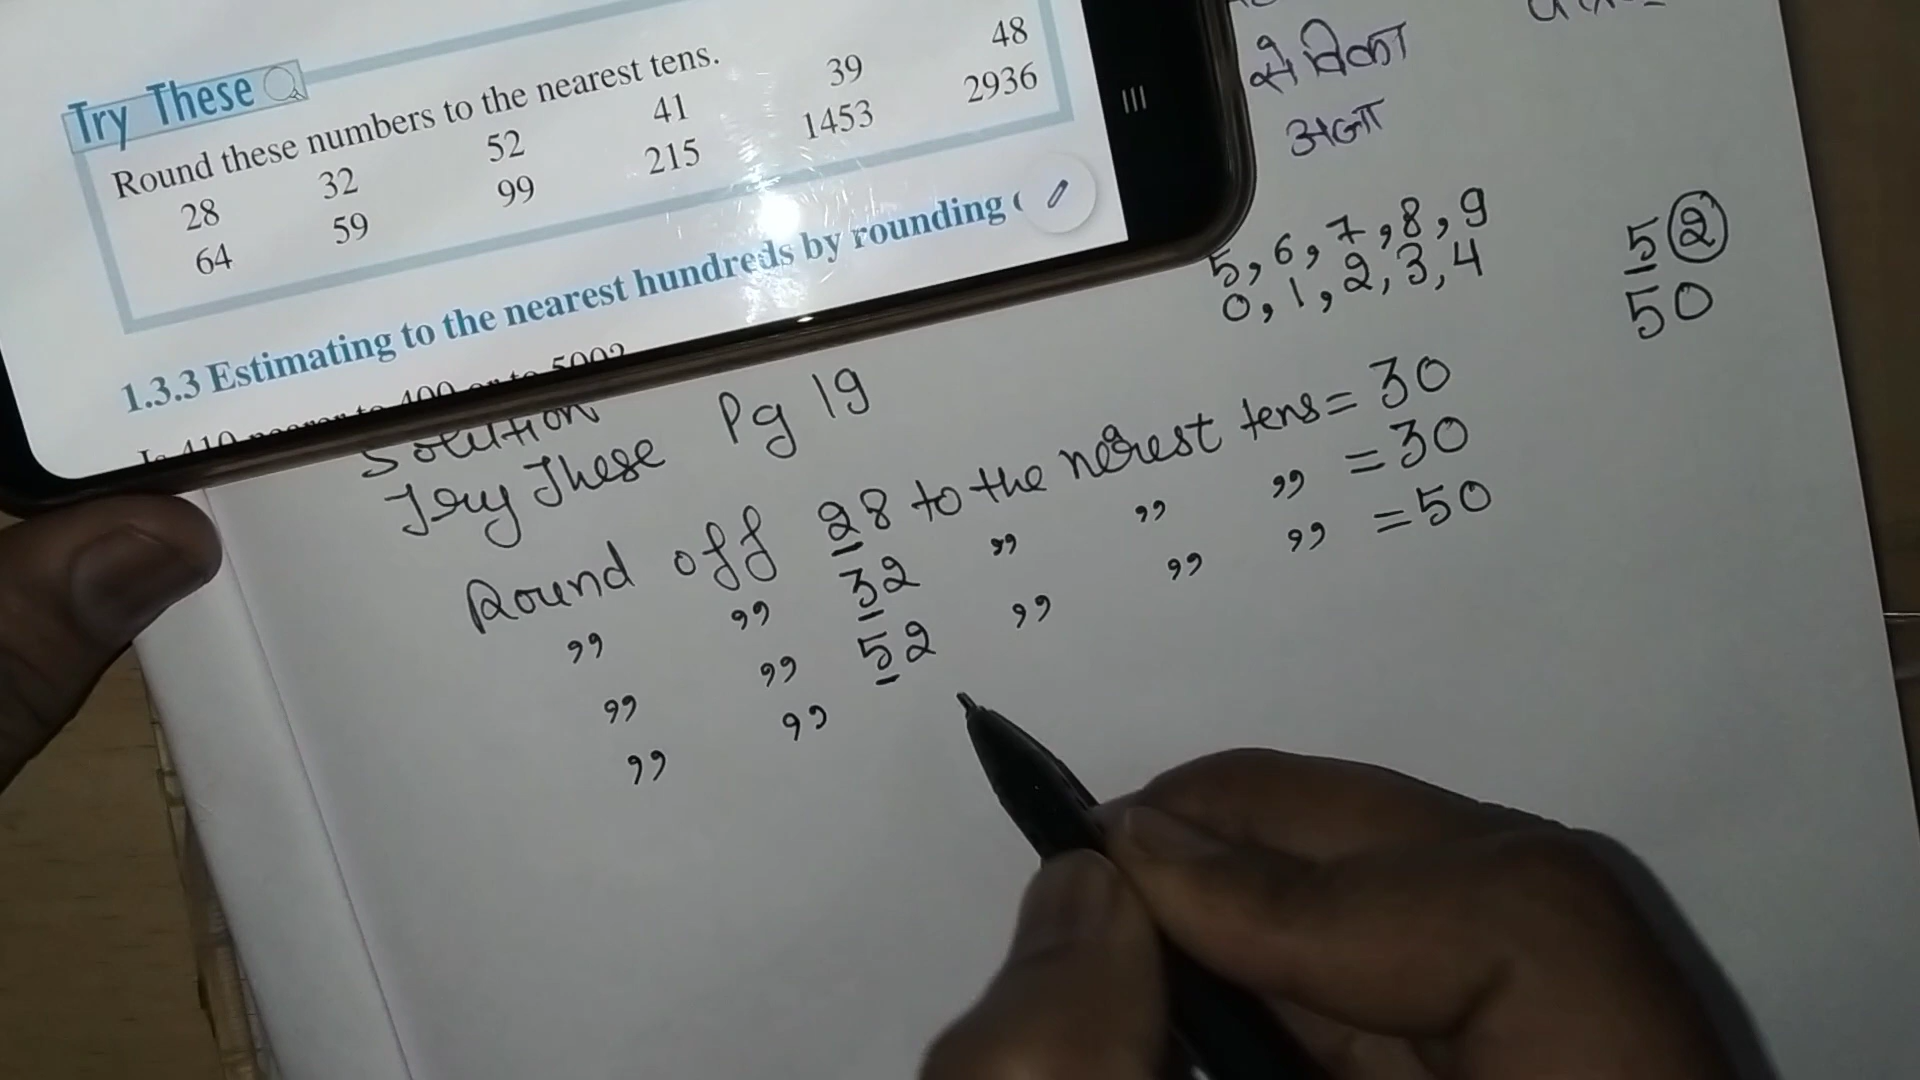 Try These
Round these numbers to the nearest tens.
28 32 52 41 39 48
64 59 99 215 1453 2936
1.3.3 Estimating to the nearest hundreds by rounding
सेविका
अना
5, 6, 7, 8, 9
0, 1, 2, 3, 4
52
50
Solution
Try These Pg 19
Round off 28 to the nerest tens = 30
,, ,, 32 ,, ,, ,, = 30
,, ,, 52 ,, ,, ,, = 50
,, ,,